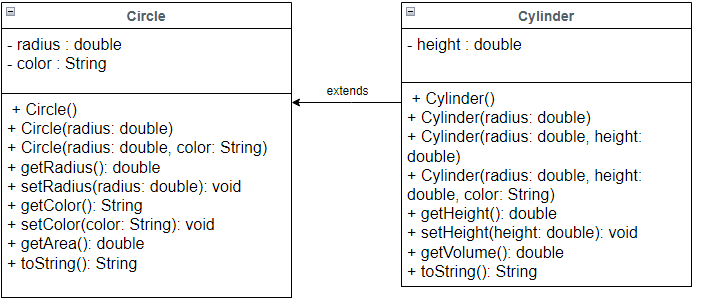 Circle
- radius : double
- color : String
+ Circle()
+ Circle(radius: double)
+ Circle(radius: double, color: String)
+ getRadius(): double
+ setRadius(radius: double): void
+ getColor(): String
+ setColor(color: String): void
+ getArea(): double
+ toString(): String
extends
Cylinder
- height : double
+ Cylinder()
+ Cylinder(radius: double)
+ Cylinder(radius: double, height:
double)
+ Cylinder(radius: double, height:
double, color: String)
+ getHeight(): double
+ setHeight(height: double): void
+ getVolume(): double
+ toString(): String